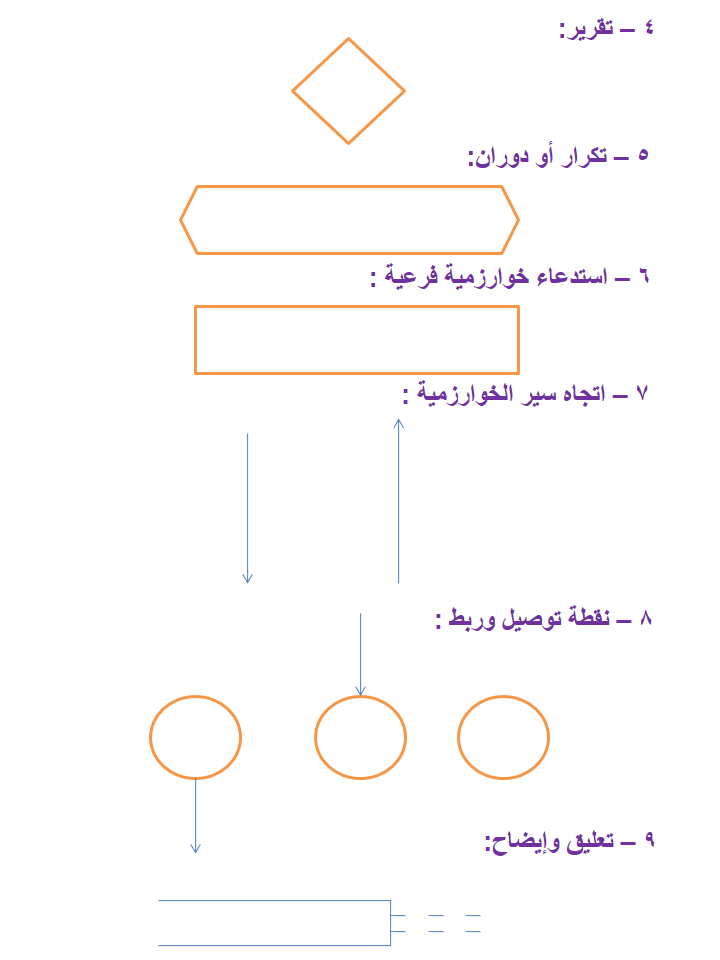 ٤ – تقرير:
٥ – تكرار أو دوران:
٦ – استدعاء خوارزمية فرعية :
٧ – اتجاه سير الخوارزمية :
٨ – نقطة توصيل وربط :
٩ – تعليق وإيضاح: